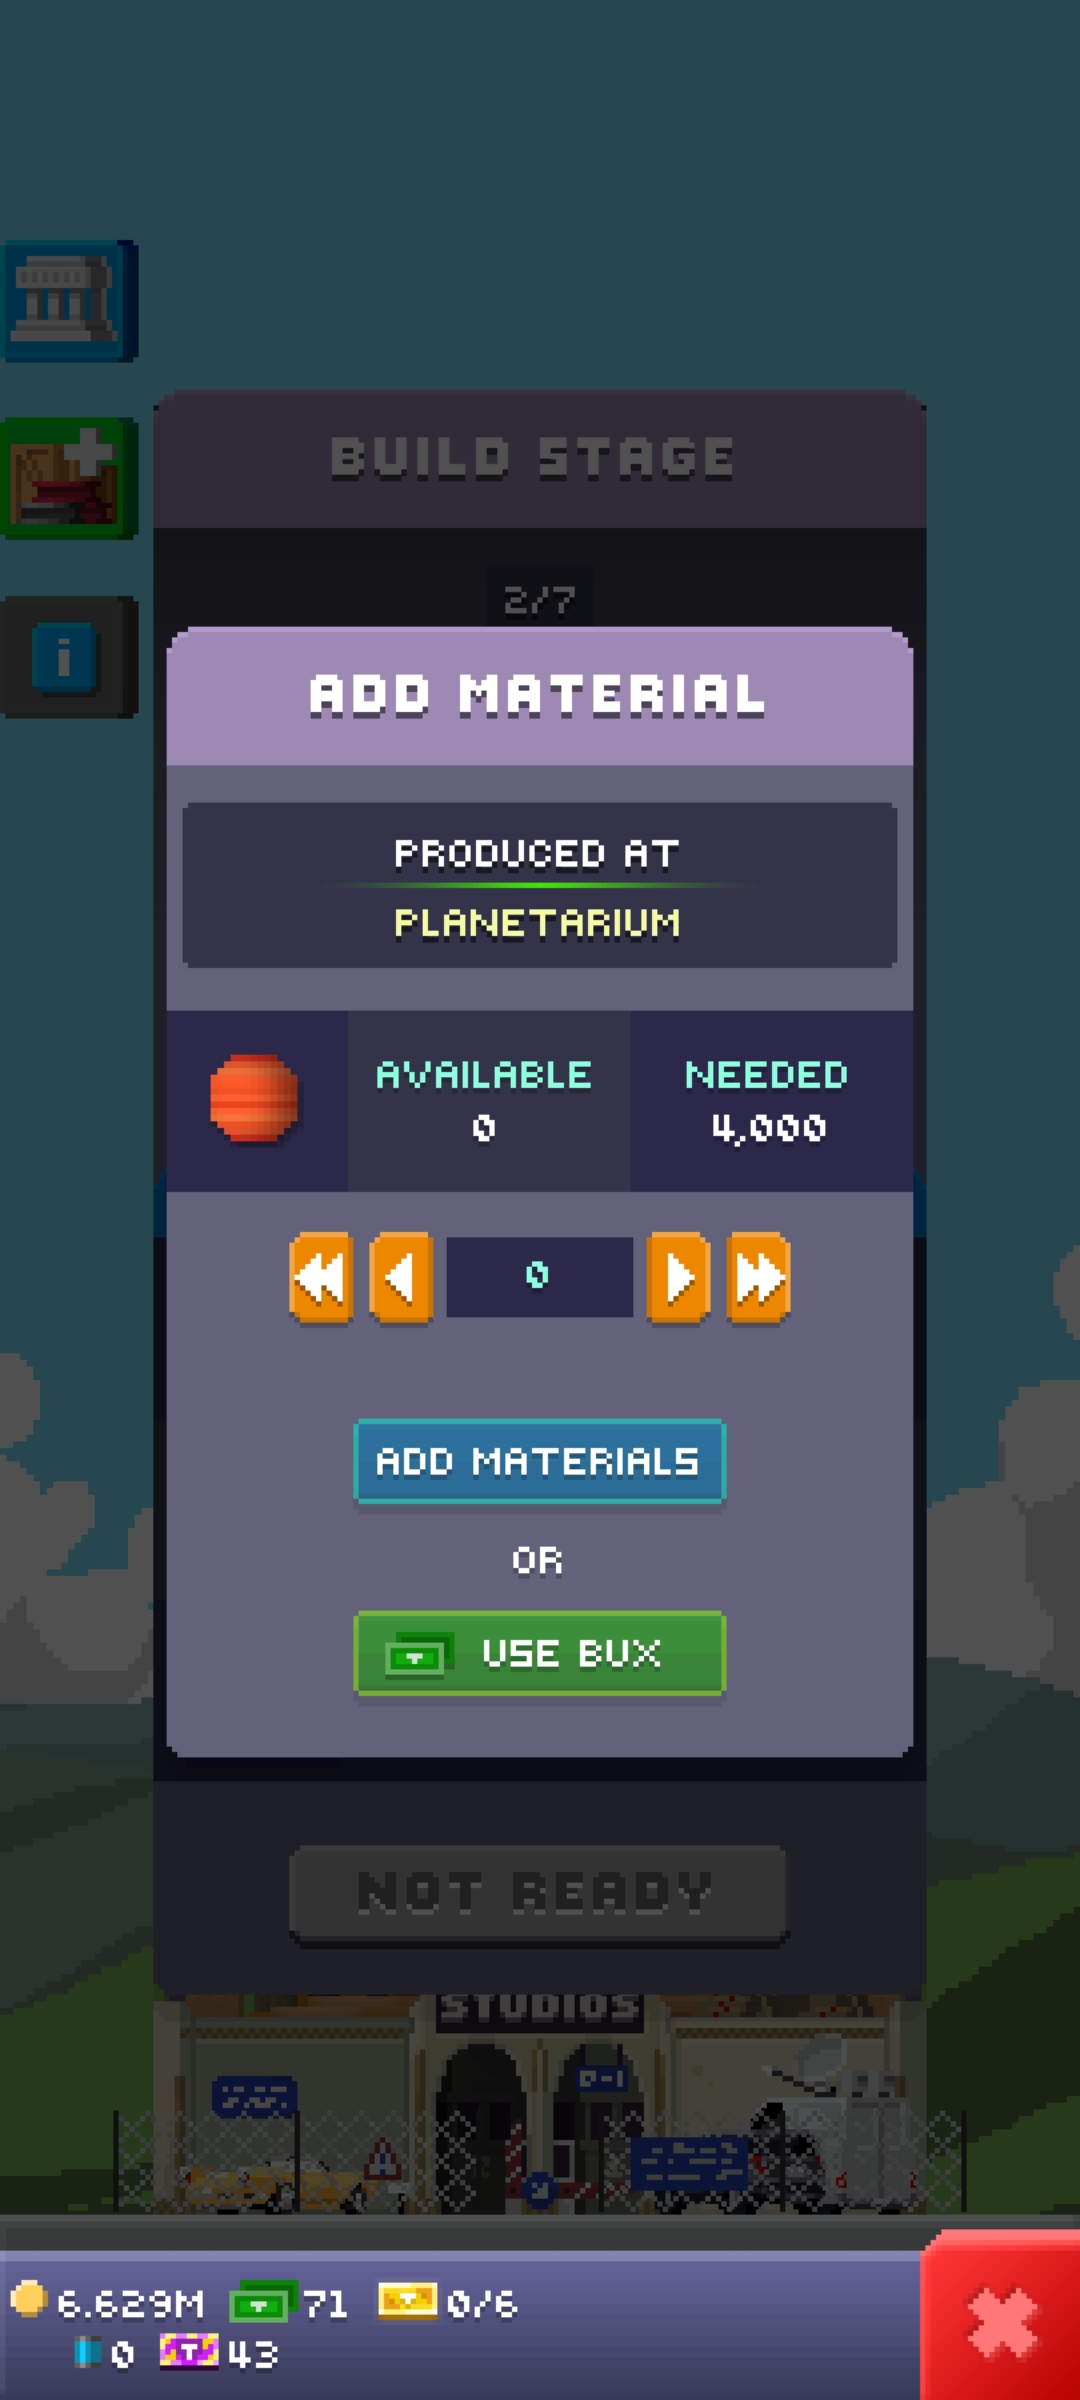 BUILD STAGE
2/7
ADD MATERIAL
PRODUCED AT
PLANETARIUM
AVAILABLE
0
NEEDED
4,000
0
ADD MATERIALS
OR
USE BUX
NOT READY
STUDIOS
6.629M 71 0/6
0 43